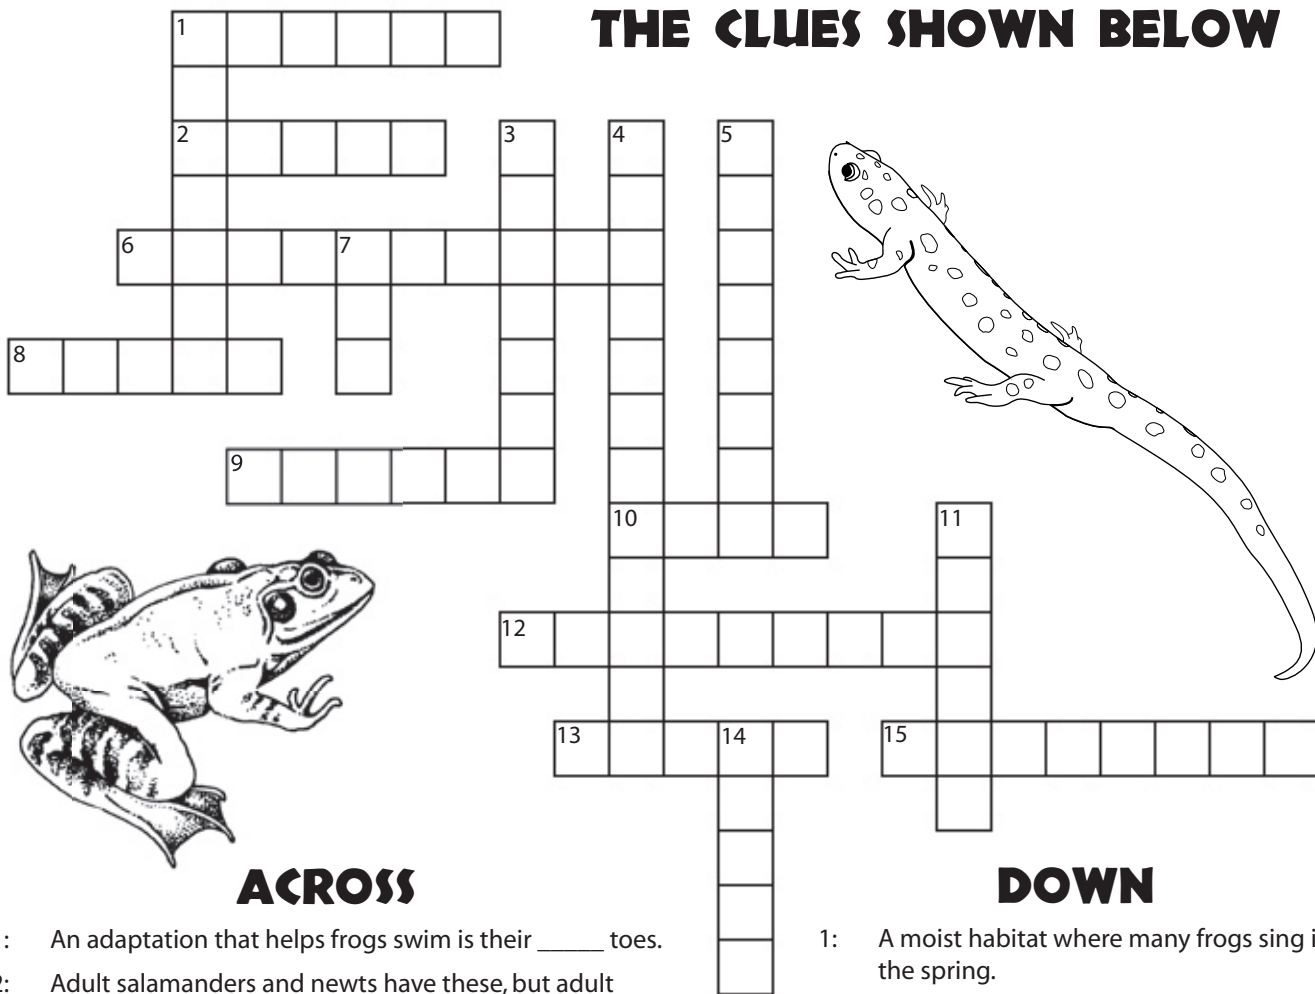 THE CLUES SHOWN BELOW
1
2
3
4
5
6
7
8
9
10
11
12
13
14
15
ACROSS
: An adaptation that helps frogs swim is their _____ toes.
2: Adult salamanders and newts have these, but adult
DOWN
1: A moist habitat where many frogs sing i
the spring.